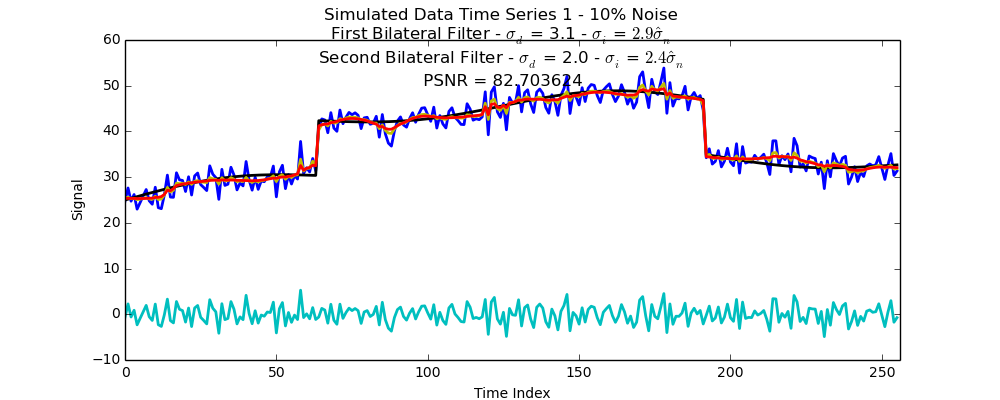 Simulated Data Time Series 1 - 10% Noise
First Bilateral Filter - σ_d = 3.1 - σ_i = 2.9σ̂_n
Second Bilateral Filter - σ_d = 2.0 - σ_i = 2.4σ̂_n
PSNR = 82.703624
60
50
40
30
20
10
0
−10
Signal
0 50 100 150 200 250
Time Index